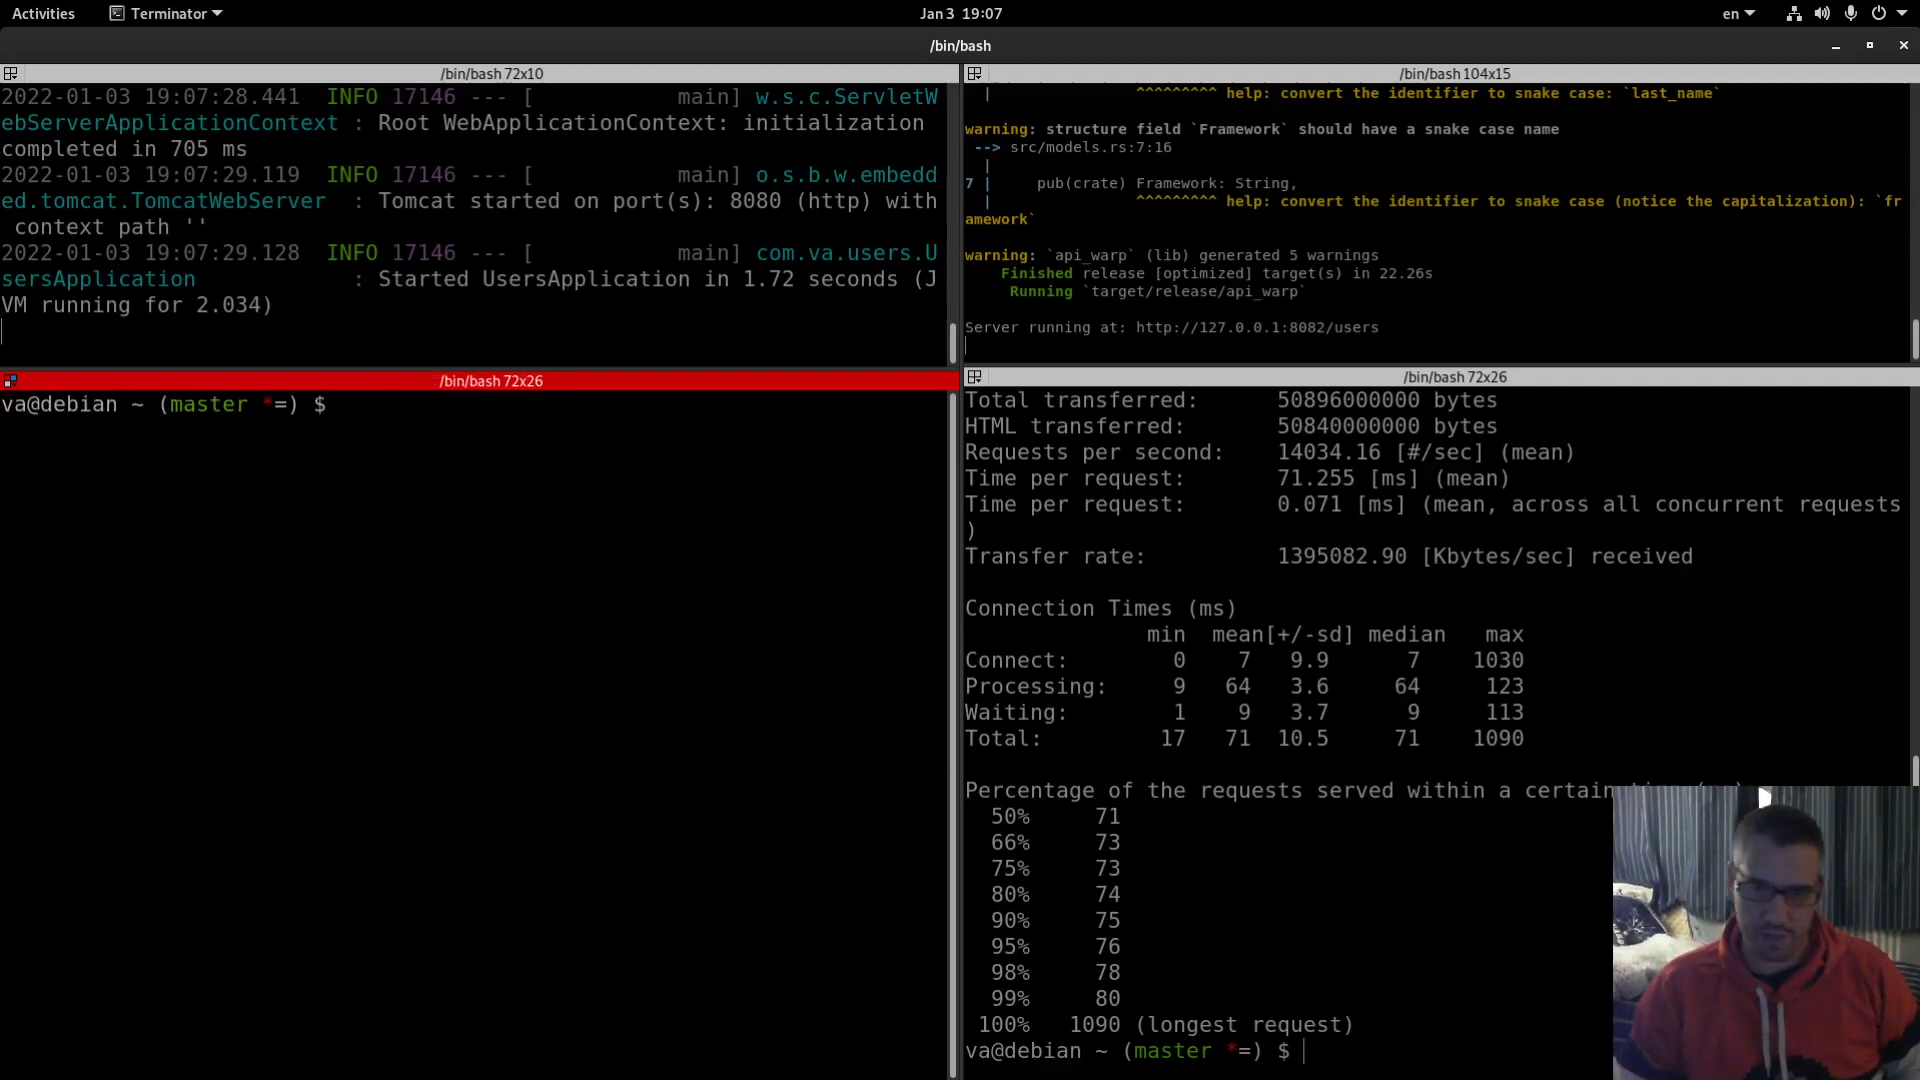 Activities Terminator Jan 3 19:07 en
/bin/bash
/bin/bash 72x10
2022-01-03 19:07:28.441 INFO 17146 --- [ main] w.s.c.ServletW
ebServerApplicationContext : Root WebApplicationContext: initialization
completed in 705 ms
2022-01-03 19:07:29.119 INFO 17146 --- [ main] o.s.b.w.embedd
ed.tomcat.TomcatWebServer : Tomcat started on port(s): 8080 (http) with
context path ''
2022-01-03 19:07:29.128 INFO 17146 --- [ main] com.va.users.U
sersApplication : Started UsersApplication in 1.72 seconds (J
VM running for 2.034)
/bin/bash 104x15
| ^^^^^^^^^ help: convert the identifier to snake case: `last_name`
warning: structure field `Framework` should have a snake case name
--> src/models.rs:7:16
|
7 | pub(crate) Framework: String,
| ^^^^^^^^^ help: convert the identifier to snake case (notice the capitalization): `fr
amework`
warning: `api_warp` (lib) generated 5 warnings
Finished release [optimized] target(s) in 22.26s
Running `target/release/api_warp`
Server running at: http://127.0.0.1:8082/users
/bin/bash 72x26
va@debian ~ (master *=) $
/bin/bash 72x26
Total transferred: 50896000000 bytes
HTML transferred: 50840000000 bytes
Requests per second: 14034.16 [#/sec] (mean)
Time per request: 71.255 [ms] (mean)
Time per request: 0.071 [ms] (mean, across all concurrent requests
)
Transfer rate: 1395082.90 [Kbytes/sec] received
Connection Times (ms)
min mean[+/-sd] median max
Connect: 0 7 9.9 7 1030
Processing: 9 64 3.6 64 123
Waiting: 1 9 3.7 9 113
Total: 17 71 10.5 71 1090
Percentage of the requests served within a certain
50% 71
66% 73
75% 73
80% 74
90% 75
95% 76
98% 78
99% 80
100% 1090 (longest request)
va@debian ~ (master *=) $